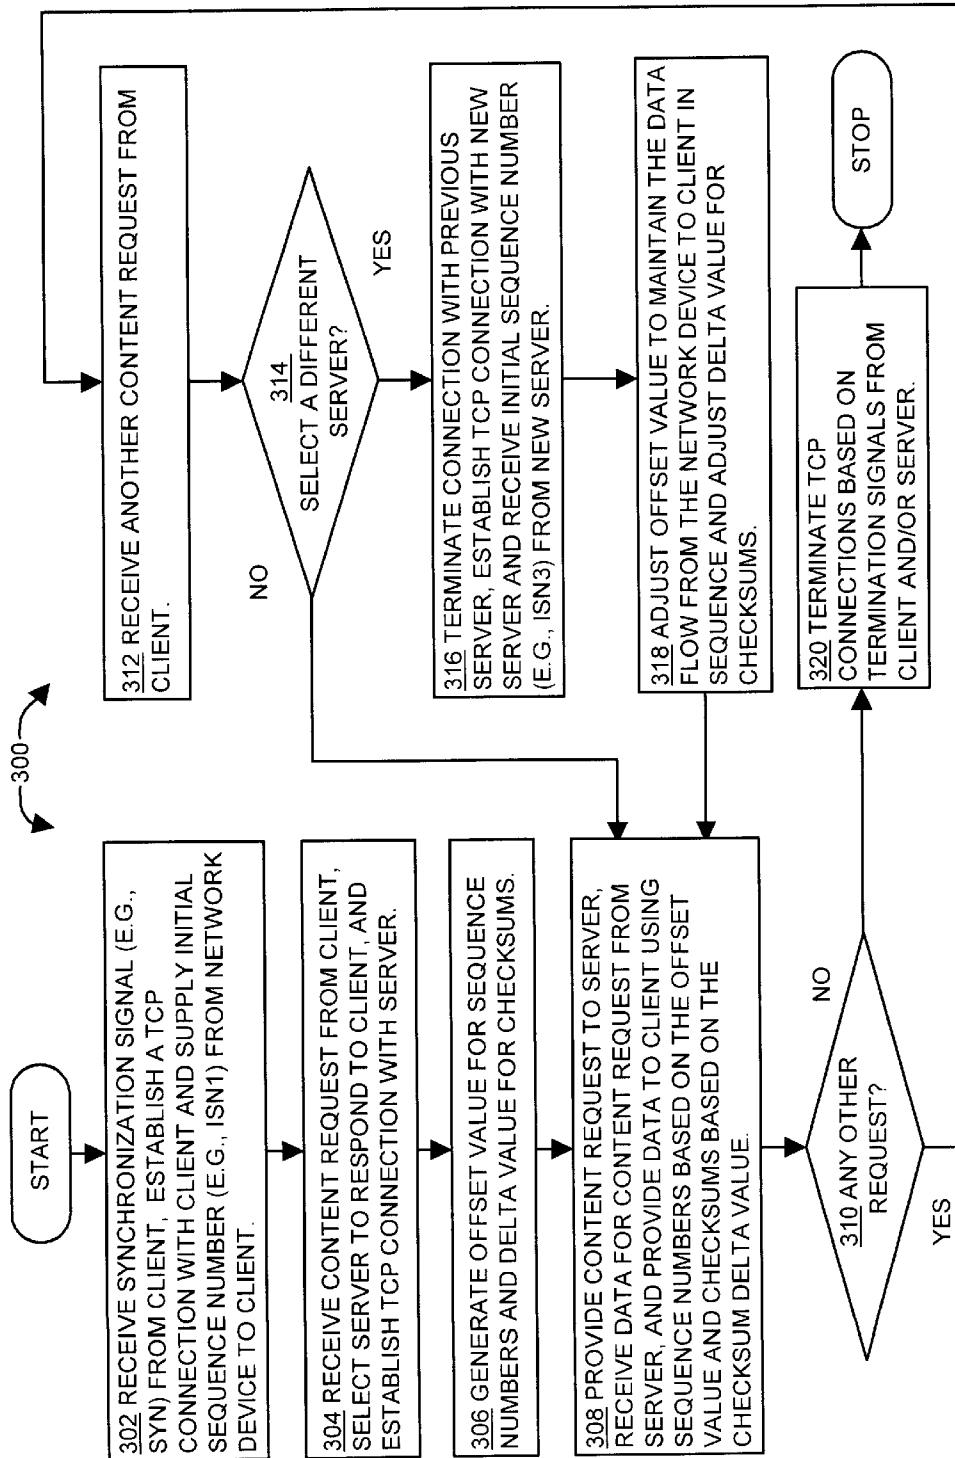 300
START
302 RECEIVE SYNCHRONIZATION SIGNAL (E.G.,
SYN) FROM CLIENT, ESTABLISH A TCP
CONNECTION WITH CLIENT AND SUPPLY INITIAL
SEQUENCE NUMBER (E.G., ISN1) FROM NETWORK
DEVICE TO CLIENT.
304 RECEIVE CONTENT REQUEST FROM CLIENT,
SELECT SERVER TO RESPOND TO CLIENT, AND
ESTABLISH TCP CONNECTION WITH SERVER.
306 GENERATE OFFSET VALUE FOR SEQUENCE
NUMBERS AND DELTA VALUE FOR CHECKSUMS.
308 PROVIDE CONTENT REQUEST TO SERVER,
RECEIVE DATA FOR CONTENT REQUEST FROM
SERVER, AND PROVIDE DATA TO CLIENT USING
SEQUENCE NUMBERS BASED ON THE OFFSET
VALUE AND CHECKSUMS BASED ON THE
CHECKSUM DELTA VALUE.
310 ANY OTHER
REQUEST?
NO
YES
312 RECEIVE ANOTHER CONTENT REQUEST FROM
CLIENT.
314
SELECT A DIFFERENT
SERVER?
NO
YES
316 TERMINATE CONNECTION WITH PREVIOUS
SERVER, ESTABLISH TCP CONNECTION WITH NEW
SERVER AND RECEIVE INITIAL SEQUENCE NUMBER
(E.G., ISN3) FROM NEW SERVER.
318 ADJUST OFFSET VALUE TO MAINTAIN THE DATA
FLOW FROM THE NETWORK DEVICE TO CLIENT IN
SEQUENCE AND ADJUST DELTA VALUE FOR
CHECKSUMS.
320 TERMINATE TCP
CONNECTIONS BASED ON
TERMINATION SIGNALS FROM
CLIENT AND/OR SERVER.
STOP